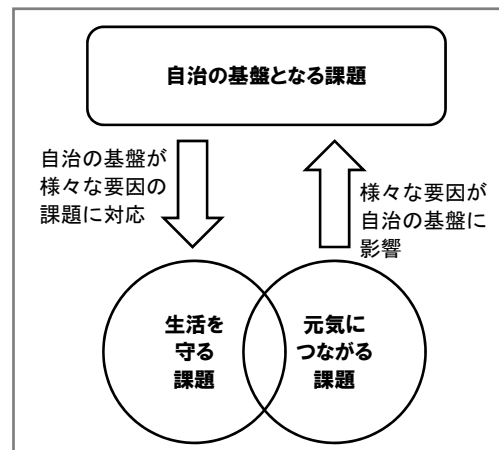 自治の基盤となる課題
自治の基盤が
様々な要因の
課題に対応
様々な要因が
自治の基盤に
影響
生活を
守る
課題
元気に
つながる
課題